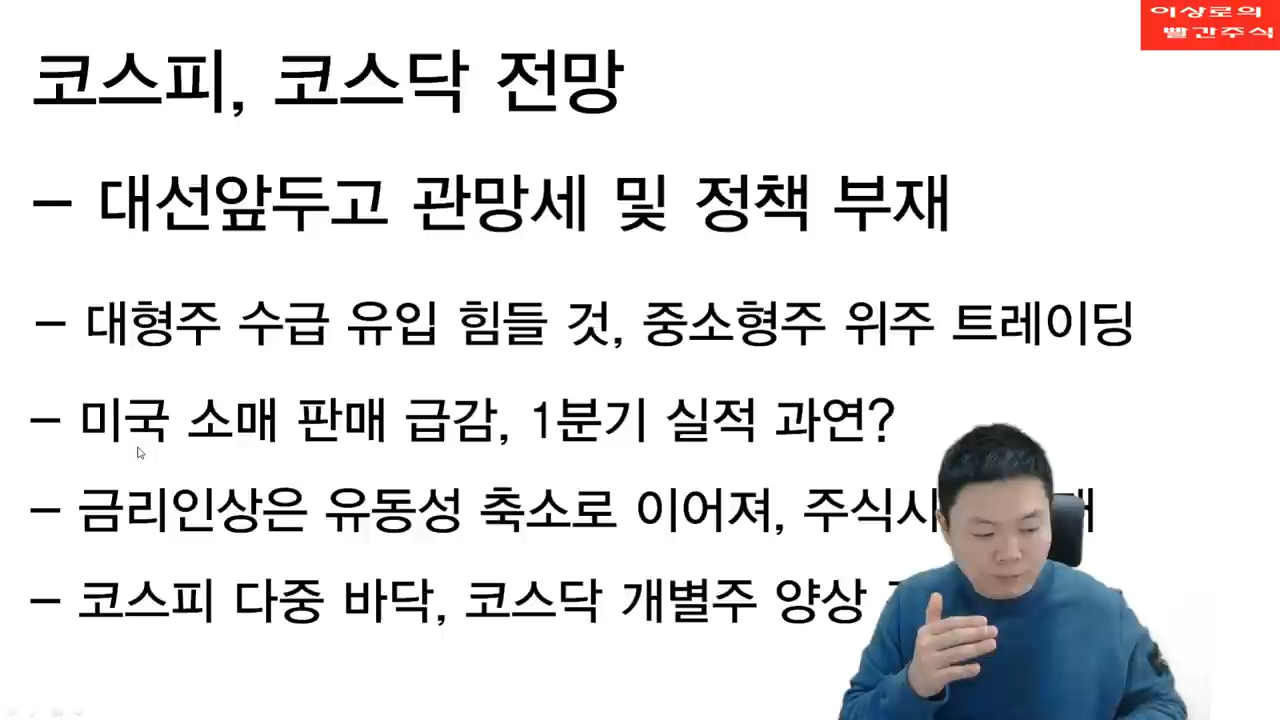 이상로의
빨간주식
코스피, 코스닥 전망
- 대선앞두고 관망세 및 정책 부재
- 대형주 수급 유입 힘들 것, 중소형주 위주 트레이딩
- 미국 소매 판매 급감, 1분기 실적 과연?
- 금리인상은 유동성 축소로 이어져,
- 코스피 다중 바닥, 코스닥 개별주 양상